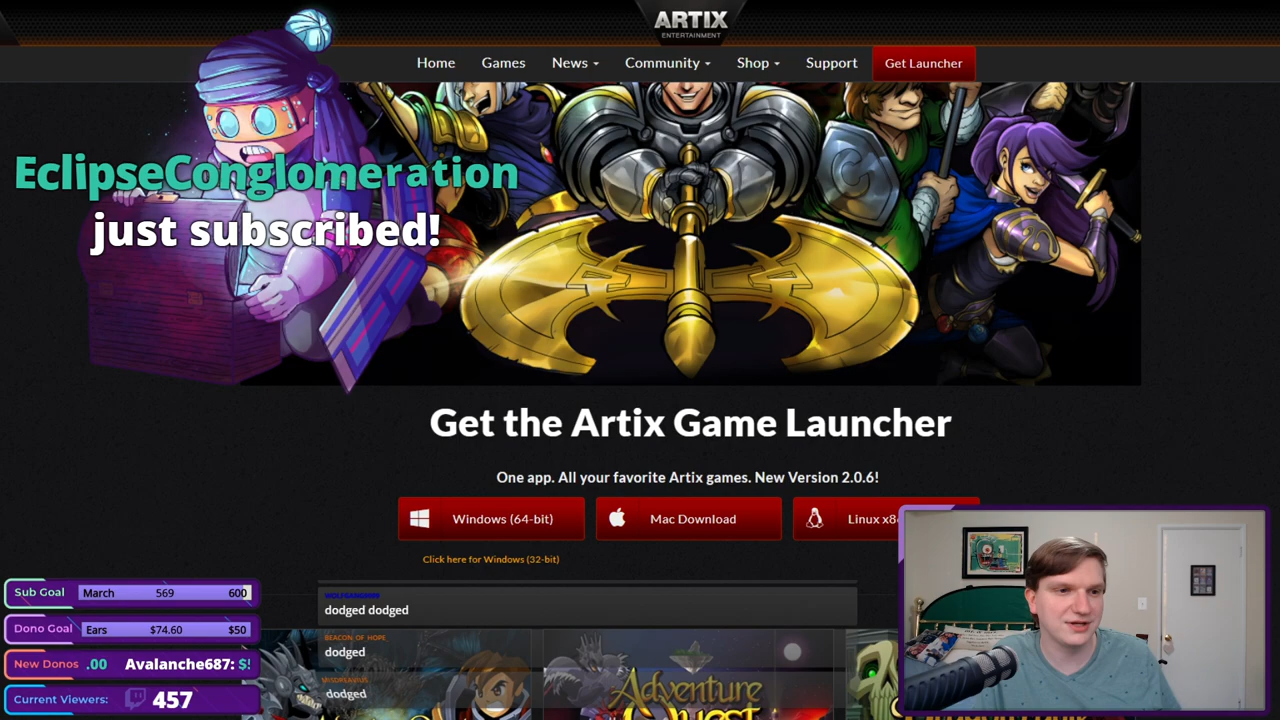 ARTIX
ENTERTAINMENT
Home
Games
News
Community
Shop
Support
Get Launcher
EclipseConglomeration
just subscribed!
Get the Artix Game Launcher
One app. All your favorite Artix games. New Version 2.0.6!
Windows (64-bit)
Mac Download
Linux
Click here for Windows (32-bit)
dodged dodged
BEACON OF HOPE
dodged
dodged
Adventure
Quest
Sub Goal
March
569
600
Dono Goal
Ears
$74.60
$50
New Donos
.00
Avalanche687:
Current Viewers:
457